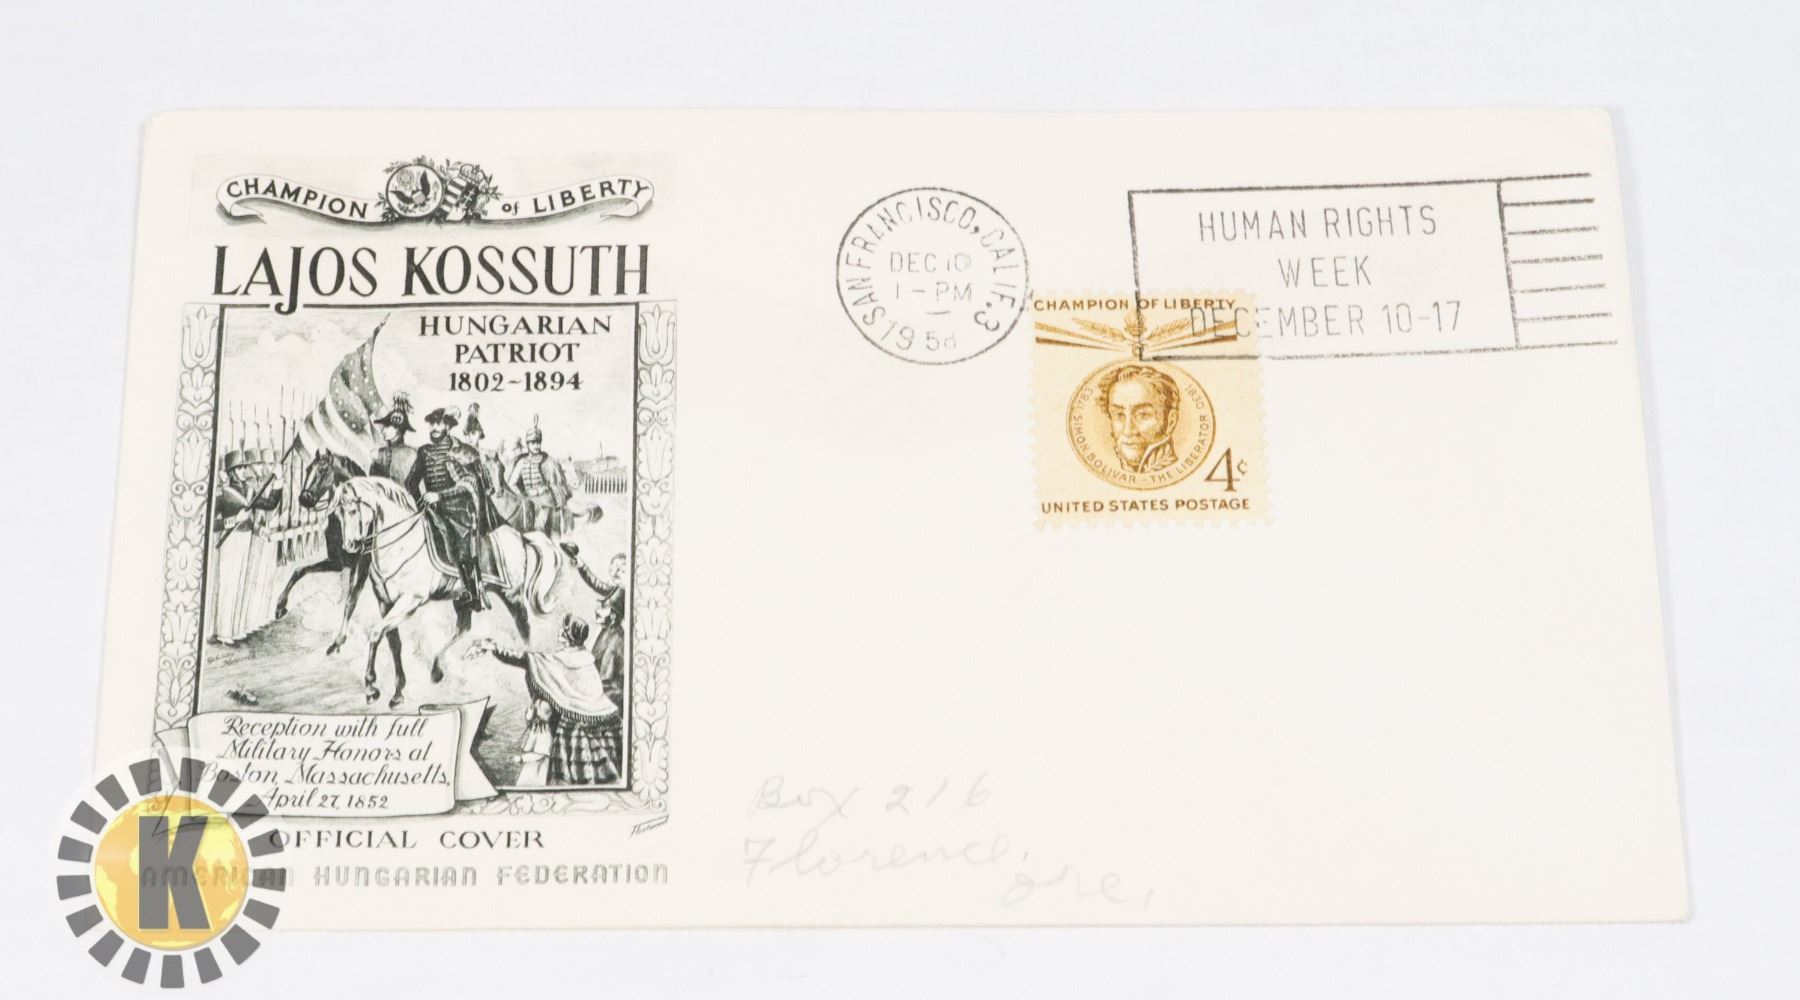 CHAMPION of LIBERTY
LAJOS KOSSUTH
HUNGARIAN
PATRIOT
1802~1894
Reception with full
Military Honors at
Boston, Massachusetts.
April 27, 1852
OFFICIAL COVER
AMERICAN HUNGARIAN FEDERATION
K
SAN FRANCISCO, CALIF. 3
DEC 10
1 - PM
1958
HUMAN RIGHTS
WEEK
DECEMBER 10-17
CHAMPION OF LIBERTY
SIMON BOLIVAR - THE LIBERATOR
1783
1830
4¢
UNITED STATES POSTAGE
Box 216
Florence,
Ore.